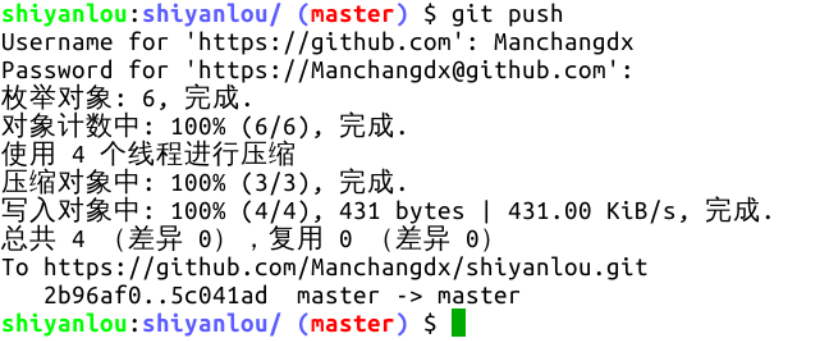 shiyanlou:shiyanlou/ (master) $ git push
Username for 'https://github.com': Manchangdx
Password for 'https://Manchangdx@github.com':
枚举对象: 6, 完成.
对象计数中: 100% (6/6), 完成.
使用 4 个线程进行压缩
压缩对象中: 100% (3/3), 完成.
写入对象中: 100% (4/4), 431 bytes | 431.00 KiB/s, 完成.
总共 4 （差异 0），复用 0 （差异 0）
To https://github.com/Manchangdx/shiyanlou.git
   2b96af0..5c041ad  master -> master
shiyanlou:shiyanlou/ (master) $